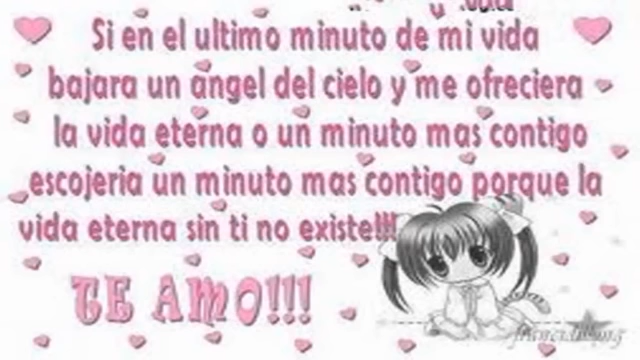 Si en el ultimo minuto de mi vida
bajara un angel del cielo y me ofreciera
la vida eterna o un minuto mas contigo
escojeria un minuto mas contigo porque la
vida eterna sin ti no existe!!!
TE AMO!!!